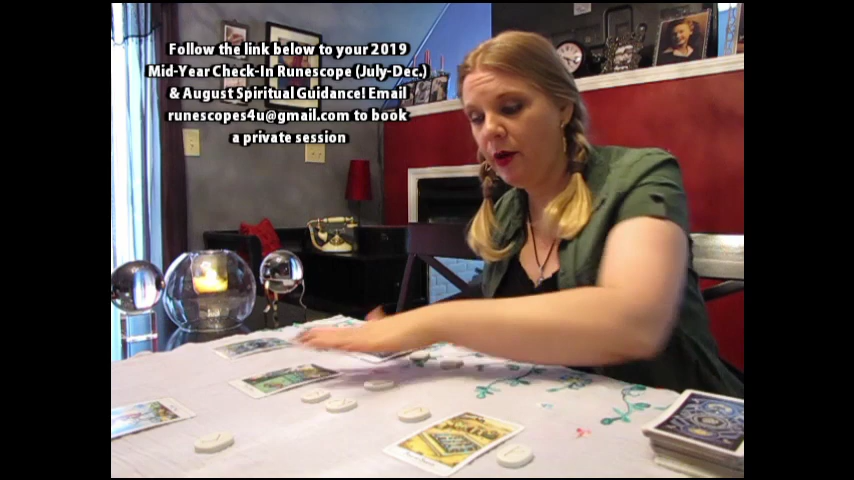 Follow the link below to your 2019
Mid-Year Check-In Runescope (July-Dec.)
& August Spiritual Guidance! Email
runescopes4u@gmail.com to book
a private session